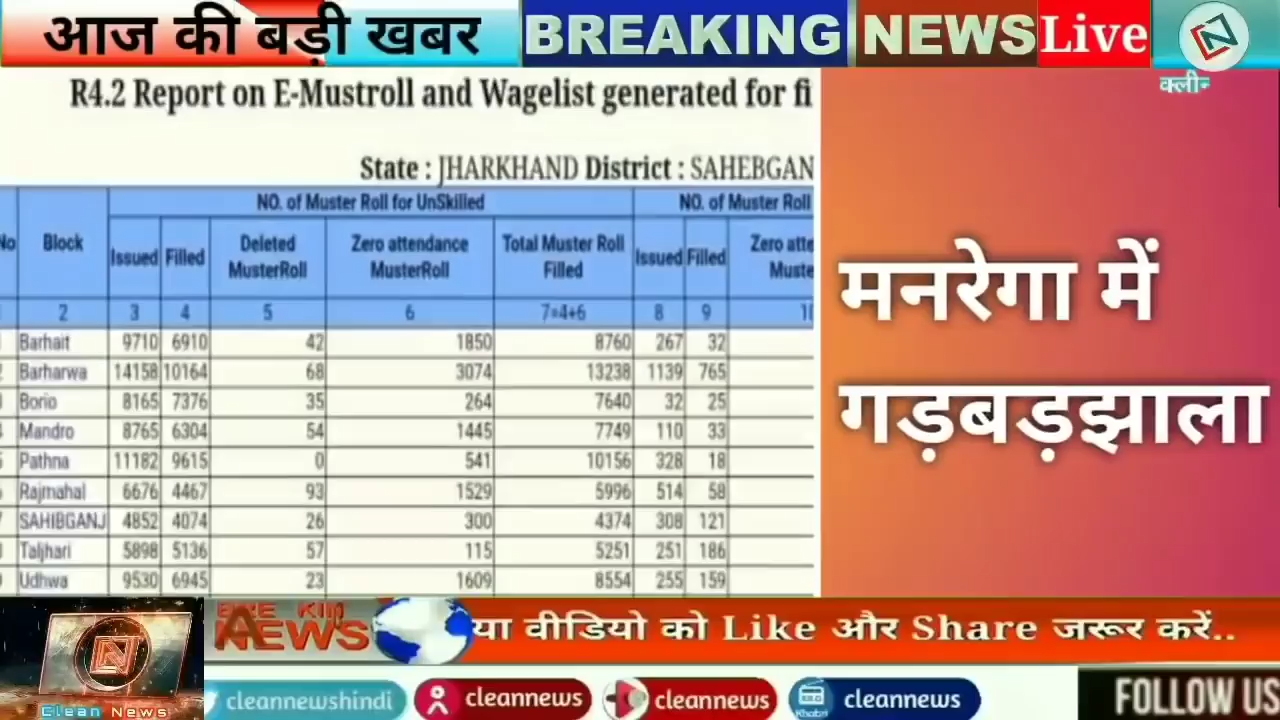 आज की बड़ी खबर BREAKING NEWS Live
क्लीन
R4.2 Report on E-Mustroll and Wagelist generated for fi
State : JHARKHAND District : SAHEBGAN
NO. of Muster Roll for UnSkilled NO. of Muster Roll
No Block Issued Filled Deleted MusterRoll Zero attendance MusterRoll Total Muster Roll Filled Issued Filled Zero atte Muste
2 3 4 5 6 7=4+6 8 9 10
Barhait 9710 6910 42 1850 8760 267 32
Barharwa 14158 10164 68 3074 13238 1139 765
Borio 8165 7376 35 264 7640 32 25
Mandro 8765 6304 54 1445 7749 110 33
Pathna 11182 9615 0 541 10156 328 18
Rajmahal 6676 4467 93 1529 5996 514 58
SAHIBGANJ 4852 4074 26 300 4374 308 121
Taljhari 5898 5136 57 115 5251 251 186
Udhwa 9530 6945 23 1609 8554 255 159
मनरेगा में
गड़बड़झाला
NEWS या वीडियो को Like और Share जरूर करें..
Clean News
cleannewshindi cleannews cleannews Khabri cleannews FOLLOW US